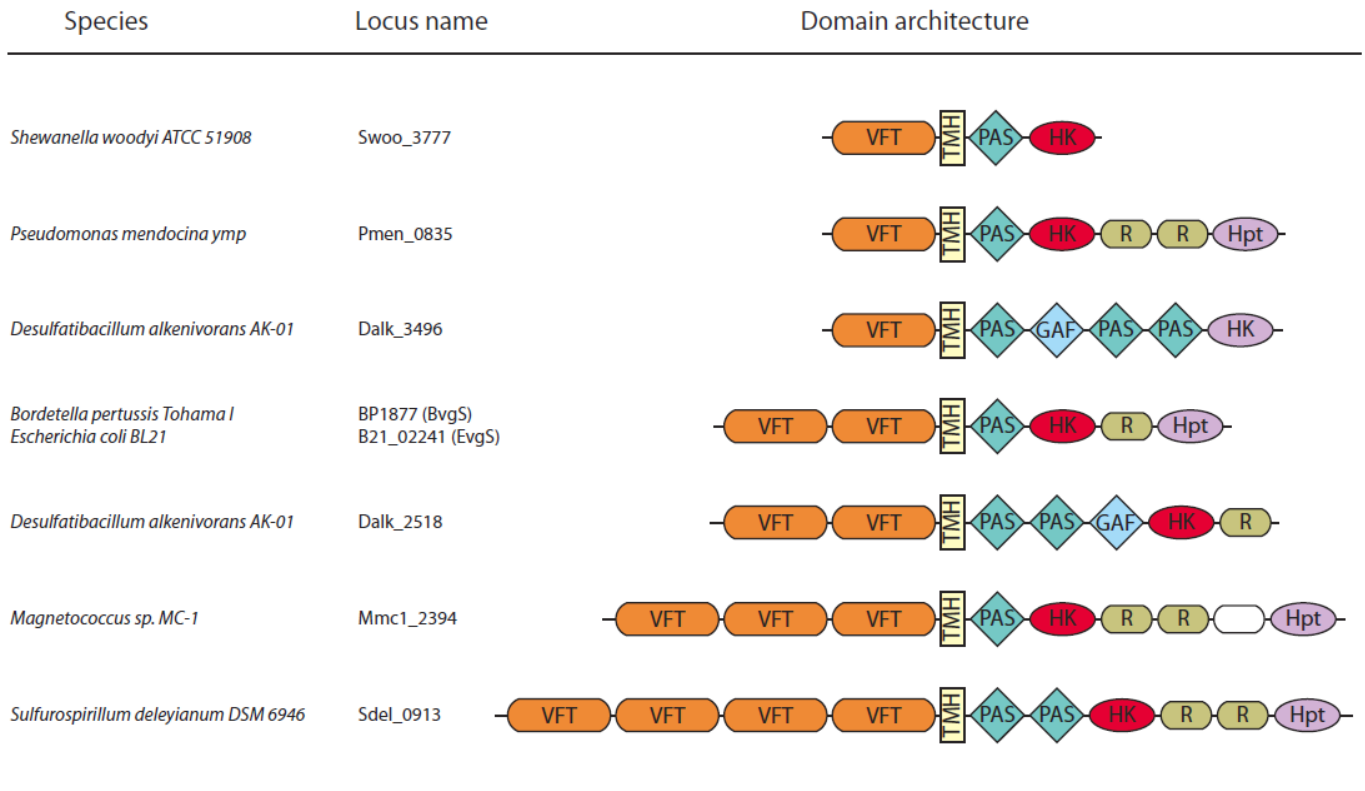 Species Locus name Domain architecture
Shewanella woodyi ATCC 51908 Swoo_3777 VFT TMH PAS HK
Pseudomonas mendocina ymp Pmen_0835 VFT TMH PAS HK R R Hpt
Desulfatibacillum alkenivorans AK-01 Dalk_3496 VFT TMH PAS GAF PAS PAS HK
Bordetella pertussis Tohama I BP1877 (BvgS)
Escherichia coli BL21 B21_02241 (EvgS)
VFT VFT TMH PAS HK R Hpt
Desulfatibacillum alkenivorans AK-01 Dalk_2518 VFT VFT TMH PAS PAS GAF HK R
Magnetococcus sp. MC-1 Mmc1_2394 VFT VFT VFT TMH PAS HK R R Hpt
Sulfurospirillum deleyianum DSM 6946 Sdel_0913 VFT VFT VFT VFT TMH PAS PAS HK R R Hpt